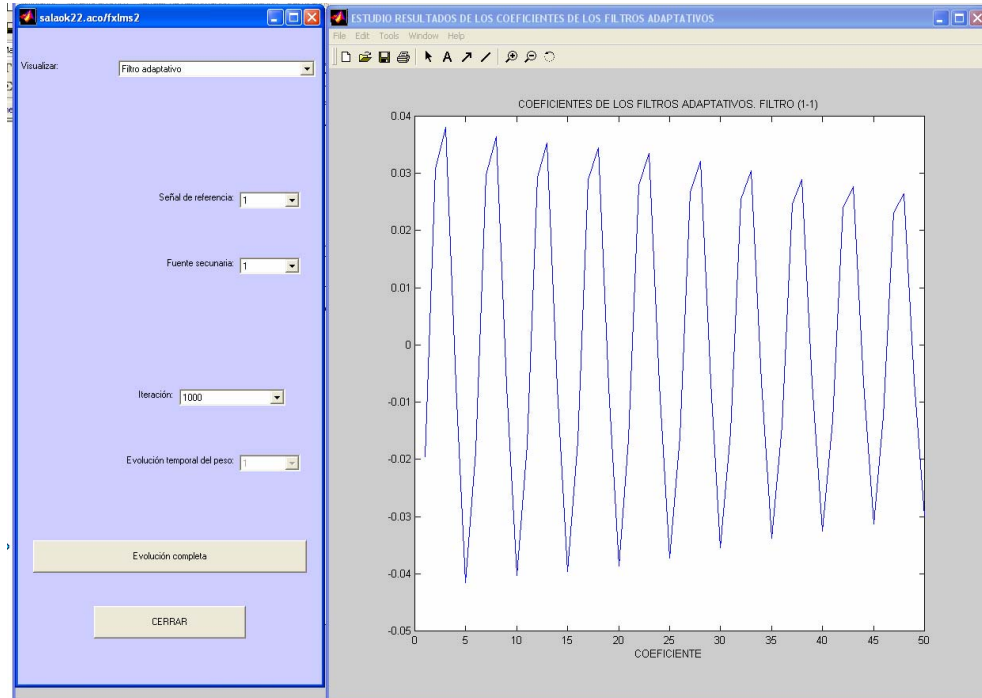 salaok22.aco/fxlms2
Visualizar:
Filtro adaptativo
Señal de referencia:
1
Fuente secunaria:
1
Iteración:
1000
Evolución temporal del peso:
1
Evolución completa
CERRAR
ESTUDIO RESULTADOS DE LOS COEFICIENTES DE LOS FILTROS ADAPTATIVOS
File Edit Tools Window Help
A
COEFICIENTES DE LOS FILTROS ADAPTATIVOS. FILTRO (1-1)
0.04
0.03
0.02
0.01
0
-0.01
-0.02
-0.03
-0.04
-0.05
0 5 10 15 20 25 30 35 40 45 50
COEFICIENTE